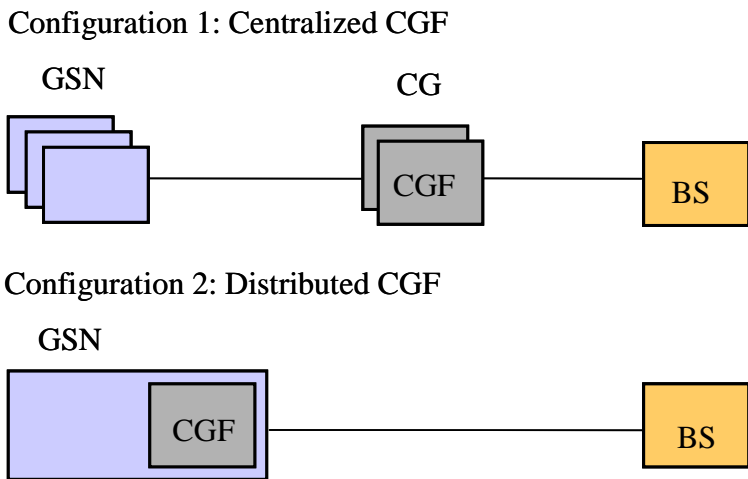 Configuration 1: Centralized CGF
GSN
CG
CGF
BS
Configuration 2: Distributed CGF
GSN
CGF
BS